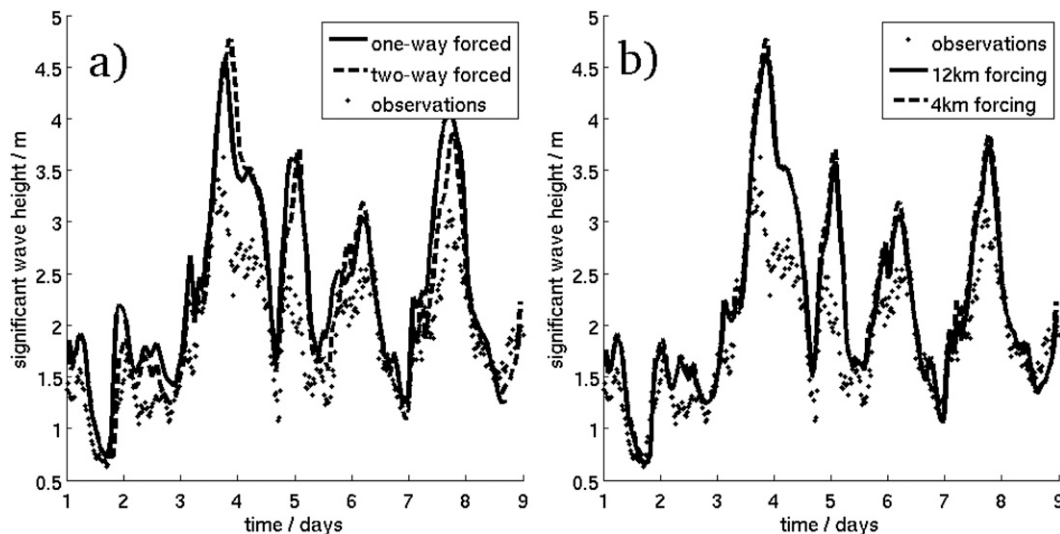 a)
one-way forced
two-way forced
observations
significant wave height / m
5
4.5
4
3.5
3
2.5
2
1.5
1
0.5
1 2 3 4 5 6 7 8 9
time / days
b)
observations
12km forcing
4km forcing
significant wave height / m
5
4.5
4
3.5
3
2.5
2
1.5
1
0.5
1 2 3 4 5 6 7 8 9
time / days